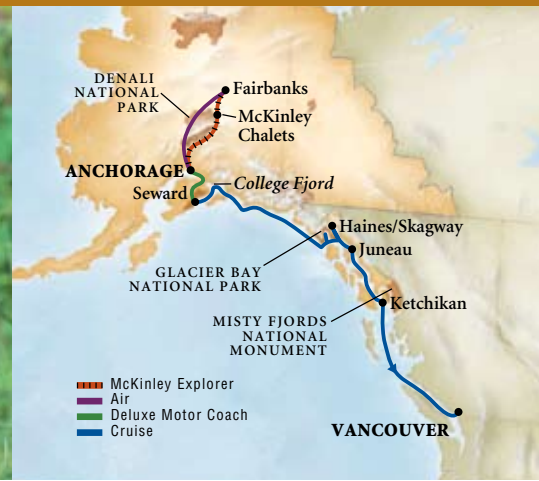 DENALI
NATIONAL
PARK
Fairbanks
McKinley
Chalets
ANCHORAGE
Seward
College Fjord
Haines/Skagway
Juneau
GLACIER BAY
NATIONAL PARK
Ketchikan
MISTY FJORDS
NATIONAL
MONUMENT
McKinley Explorer
Air
Deluxe Motor Coach
Cruise
VANCOUVER